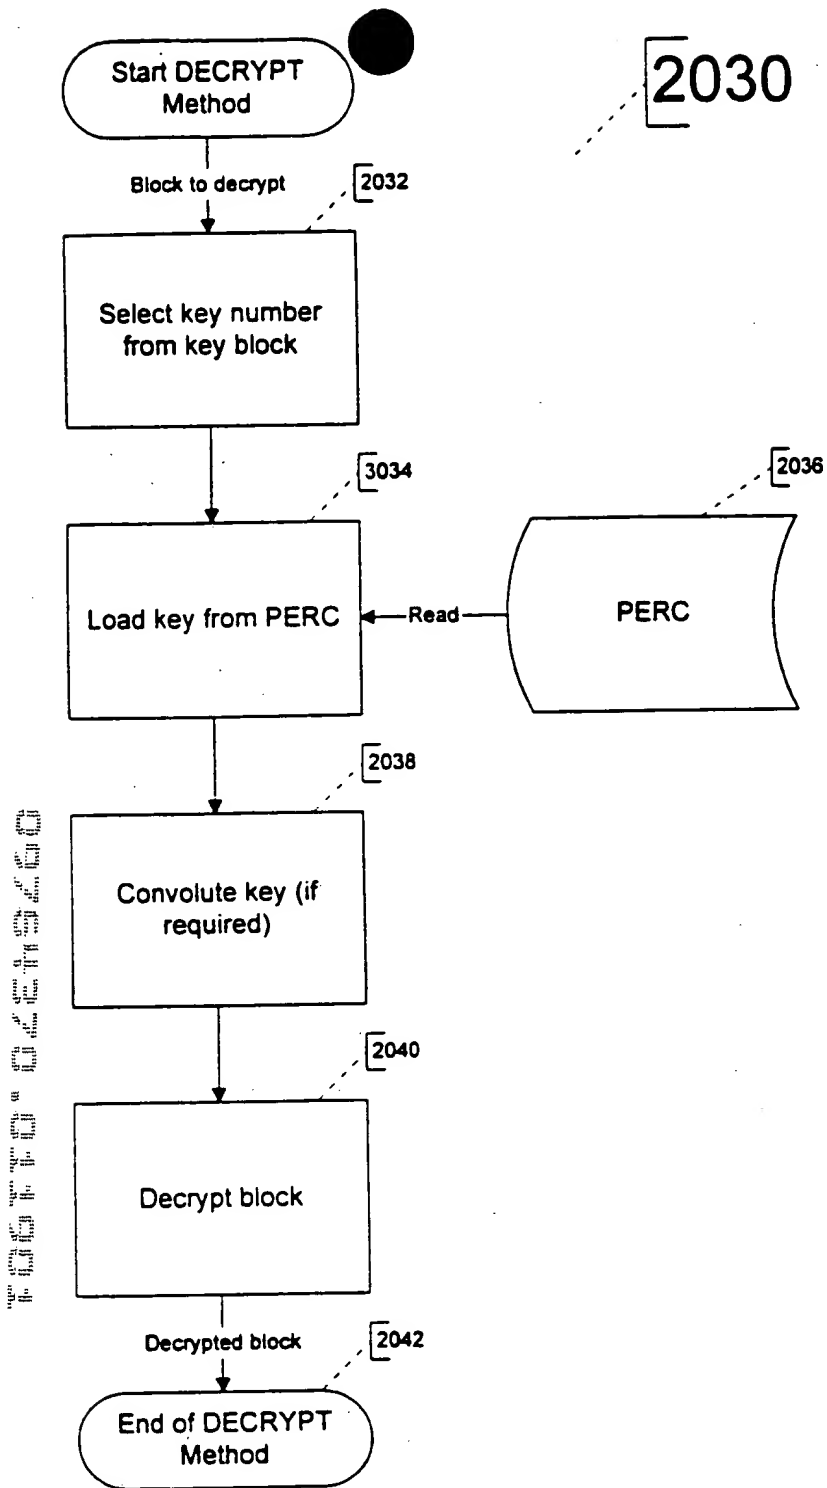 Start DECRYPT
Method
2030
Block to decrypt
2032
Select key number
from key block
3034
2036
Load key from PERC
Read
PERC
2038
Convolute key (if
required)
2040
Decrypt block
Decrypted block
2042
End of DECRYPT
Method